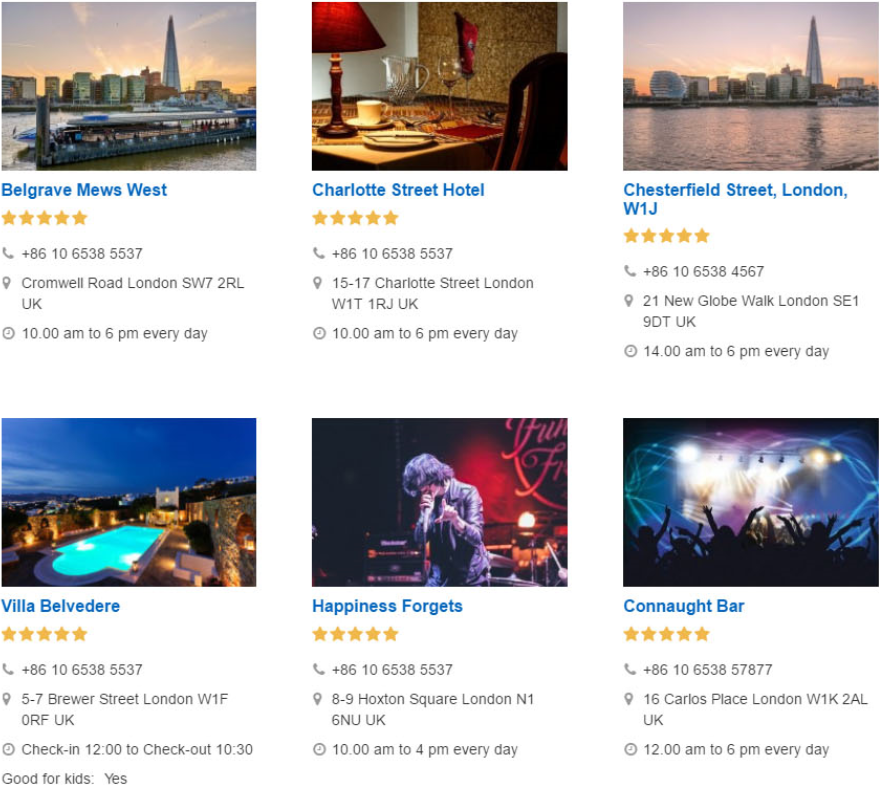 Belgrave Mews West
+86 10 6538 5537
Cromwell Road London SW7 2RL
UK
10.00 am to 6 pm every day
Charlotte Street Hotel
+86 10 6538 5537
15-17 Charlotte Street London
W1T 1RJ UK
10.00 am to 6 pm every day
Chesterfield Street, London,
W1J
+86 10 6538 4567
21 New Globe Walk London SE1
9DT UK
14.00 am to 6 pm every day
Villa Belvedere
+86 10 6538 5537
5-7 Brewer Street London W1F
0RF UK
Check-in 12:00 to Check-out 10:30
Good for kids: Yes
Happiness Forgets
+86 10 6538 5537
8-9 Hoxton Square London N1
6NU UK
10.00 am to 4 pm every day
Connaught Bar
+86 10 6538 57877
16 Carlos Place London W1K 2AL
UK
12.00 am to 6 pm every day